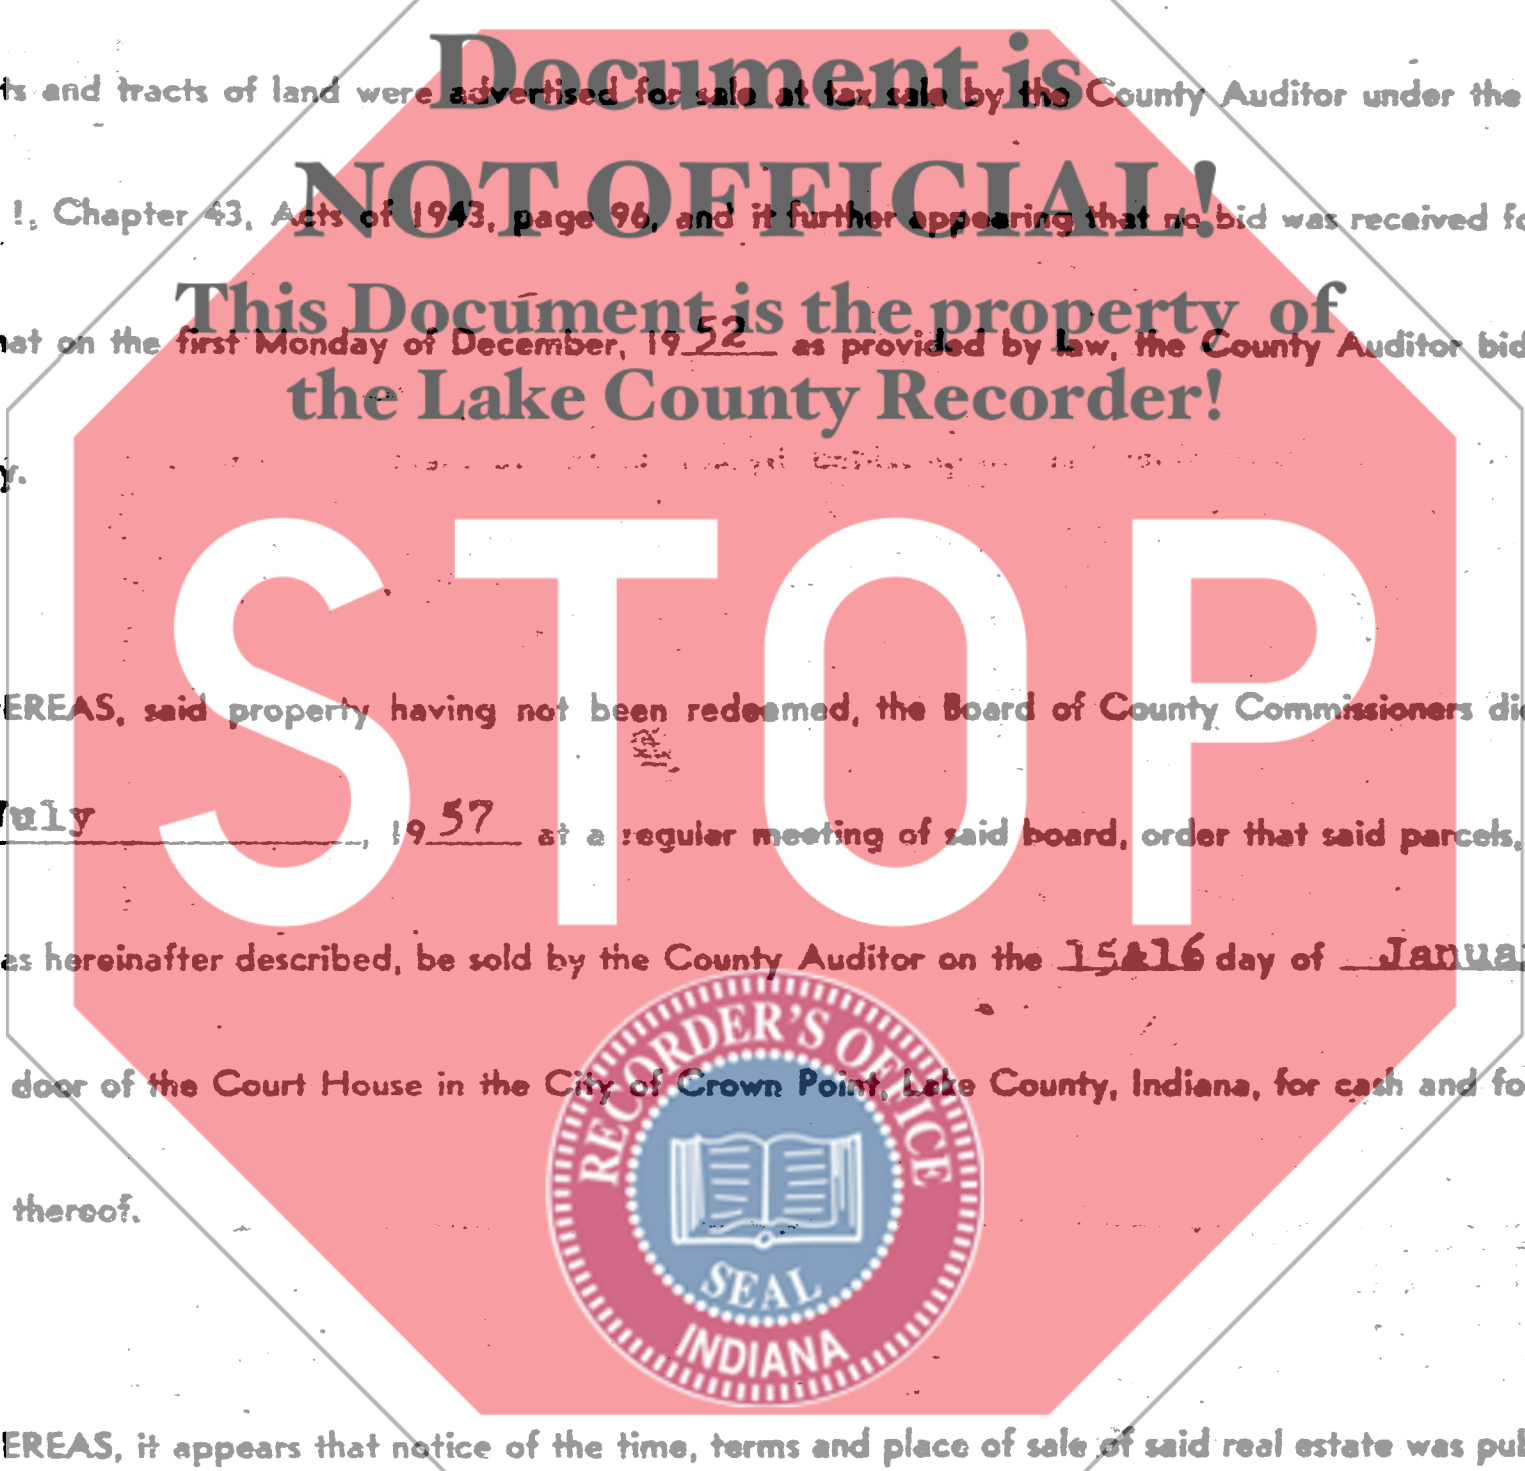 Document is
ts and tracts of land were advertised for sale at tax sale by the County Auditor under the
NOT OFFICIAL!
!, Chapter 43, Acts of 1943, page 96, and it further appearing that no bid was received fo
This Document is the property of
at on the first Monday of December, 1952 as provided by law, the County Auditor bid
the Lake County Recorder!
y.
STOP
EREAS, said property having not been redeemed, the Board of County Commissioners di
July, 1957 at a regular meeting of said board, order that said parcels,
as hereinafter described, be sold by the County Auditor on the 15&16 day of Janua
RECORDER'S OFFICE
door of the Court House in the City of Crown Point, Lake County, Indiana, for cash and fo
thereof.
SEAL
INDIANA
EREAS, it appears that notice of the time, terms and place of sale of said real estate was pu